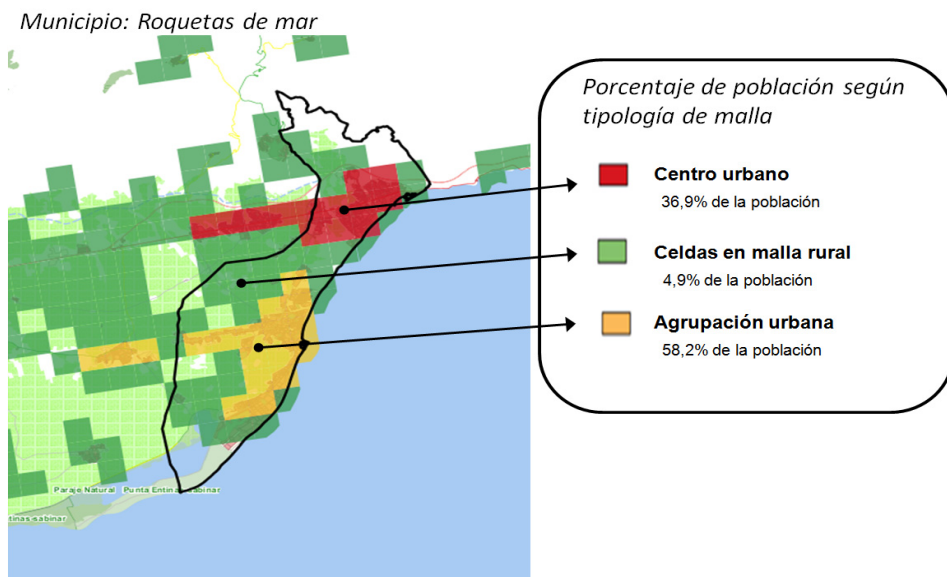 Municipio: Roquetas de mar
Porcentaje de población según
tipología de malla
Centro urbano
36,9% de la población
Celdas en malla rural
4,9% de la población
Agrupación urbana
58,2% de la población
Paraje Natural Punta Entinas-Sabinar
ntinas-sabinar